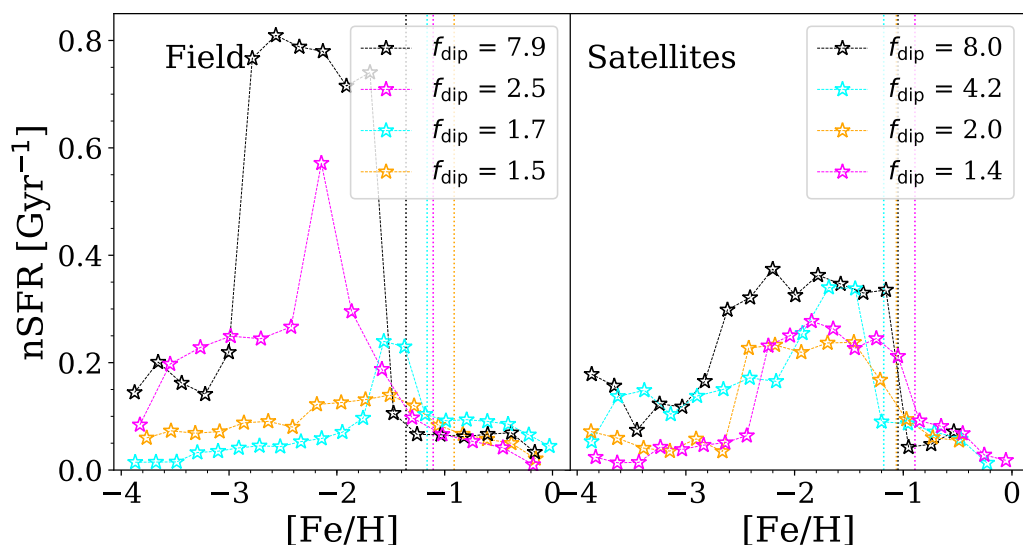 Field
f_dip = 7.9
f_dip = 2.5
f_dip = 1.7
f_dip = 1.5
Satellites
f_dip = 8.0
f_dip = 4.2
f_dip = 2.0
f_dip = 1.4
nSFR [Gyr⁻¹]
0.8
0.6
0.4
0.2
0.0
−4 −3 −2 −1 0
−4 −3 −2 −1 0
[Fe/H]
[Fe/H]